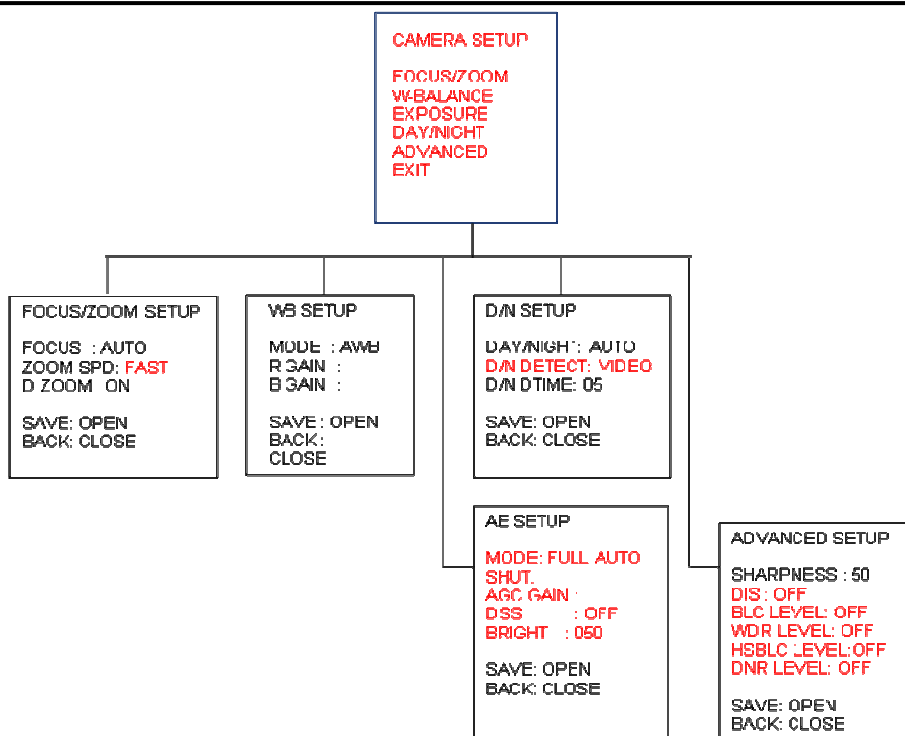 CAMERA SETUP
FOCUS/ZOOM
W-BALANCE
EXPOSURE
DAY/NIGHT
ADVANCED
EXIT
FOCUS/ZOOM SETUP
FOCUS : AUTO
ZOOM SPD: FAST
D ZOOM ON
SAVE: OPEN
BACK: CLOSE
WB SETUP
MODE : AWB
R GAIN :
B GAIN :
SAVE : OPEN
BACK:
CLOSE
D/N SETUP
DAY/NIGHT: AUTO
D/N DETECT: VIDEO
D/N DTIME: 05
SAVE: OPEN
BACK: CLOSE
AE SETUP
MODE: FULL AUTO
SHUT.
AGC GAIN :
DSS : OFF
BRIGHT : 050
SAVE: OPEN
BACK: CLOSE
ADVANCED SETUP
SHARPNESS : 50
DIS : OFF
BLC LEVEL: OFF
WDR LEVEL: OFF
HSBLC LEVEL:OFF
DNR LEVEL: OFF
SAVE: OPEN
BACK: CLOSE